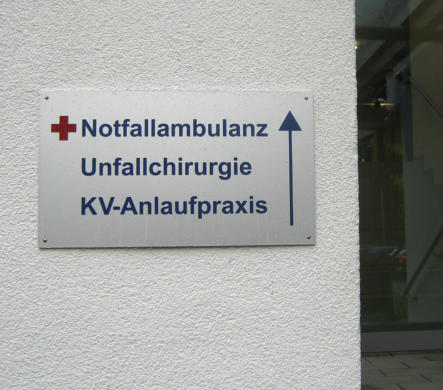 Notfallambulanz
Unfallchirurgie
KV-Anlaufpraxis